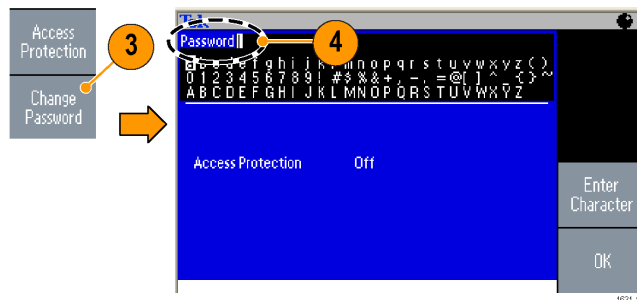 Access
Protection
3
Change
Password
Tek
Password
4
a b c d e f g h i j k l m n o p q r s t u v w x y z ( )
0 1 2 3 4 5 6 7 8 9 ! # $ % & + , - . = @ [ ] ^ _ { } ~
A B C D E F G H I J K L M N O P Q R S T U V W X Y Z
Access Protection Off
Enter
Character
OK